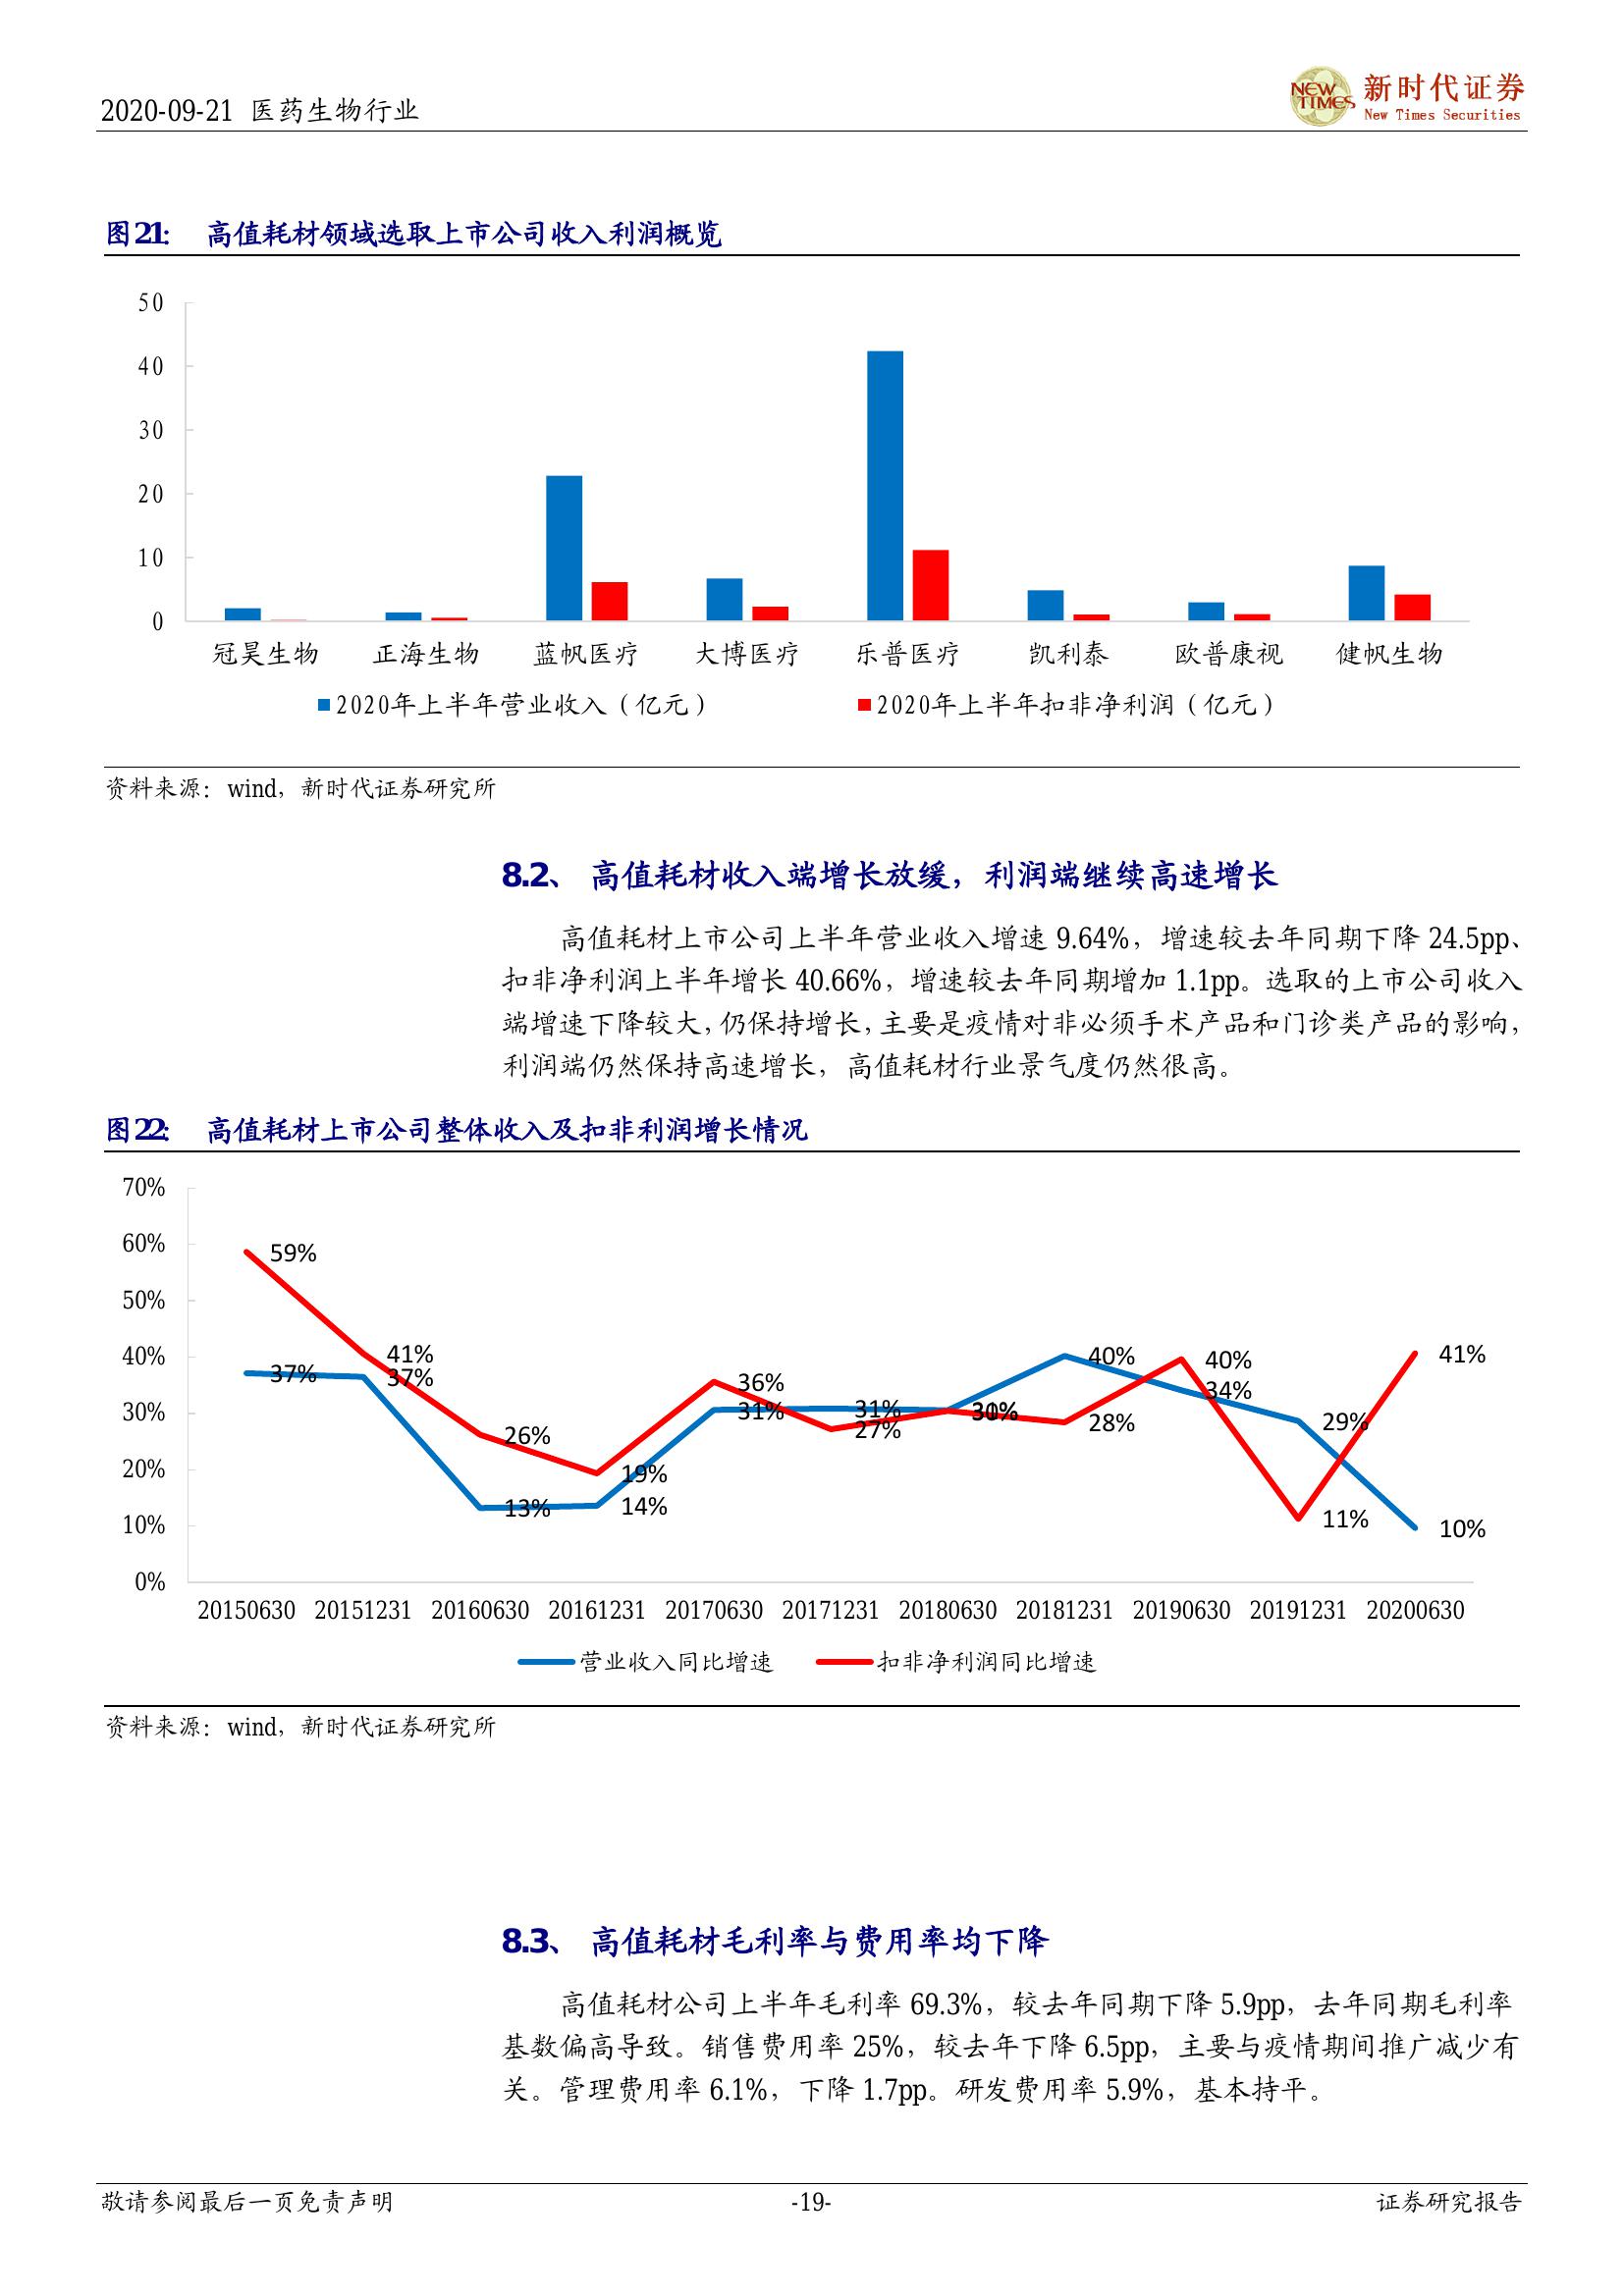 2020-09-21 医药生物行业
NEW TIMES 新时代证券
New Times Securities
图21: 高值耗材领域选取上市公司收入利润概览
50
40
30
20
10
0
冠昊生物 正海生物 蓝帆医疗 大博医疗 乐普医疗 凯利泰 欧普康视 健帆生物
2020年上半年营业收入（亿元） 2020年上半年扣非净利润（亿元）
资料来源：wind，新时代证券研究所
8.2、 高值耗材收入端增长放缓，利润端继续高速增长
高值耗材上市公司上半年营业收入增速 9.64%，增速较去年同期下降 24.5pp、
扣非净利润上半年增长 40.66%，增速较去年同期增加 1.1pp。选取的上市公司收入
端增速下降较大，仍保持增长，主要是疫情对非必须手术产品和门诊类产品的影响，
利润端仍然保持高速增长，高值耗材行业景气度仍然很高。
图22: 高值耗材上市公司整体收入及扣非利润增长情况
70%
60%
50%
40%
30%
20%
10%
0%
59%
41%
26%
19%
36%
27%
30%
28%
40%
11%
41%
37%
37%
13%
14%
31%
31%
31%
40%
34%
29%
10%
20150630 20151231 20160630 20161231 20170630 20171231 20180630 20181231 20190630 20191231 20200630
营业收入同比增速 扣非净利润同比增速
资料来源：wind，新时代证券研究所
8.3、 高值耗材毛利率与费用率均下降
高值耗材公司上半年毛利率 69.3%，较去年同期下降 5.9pp，去年同期毛利率
基数偏高导致。销售费用率 25%，较去年下降 6.5pp，主要与疫情期间推广减少有
关。管理费用率 6.1%，下降 1.7pp。研发费用率 5.9%，基本持平。
敬请参阅最后一页免责声明 -19- 证券研究报告